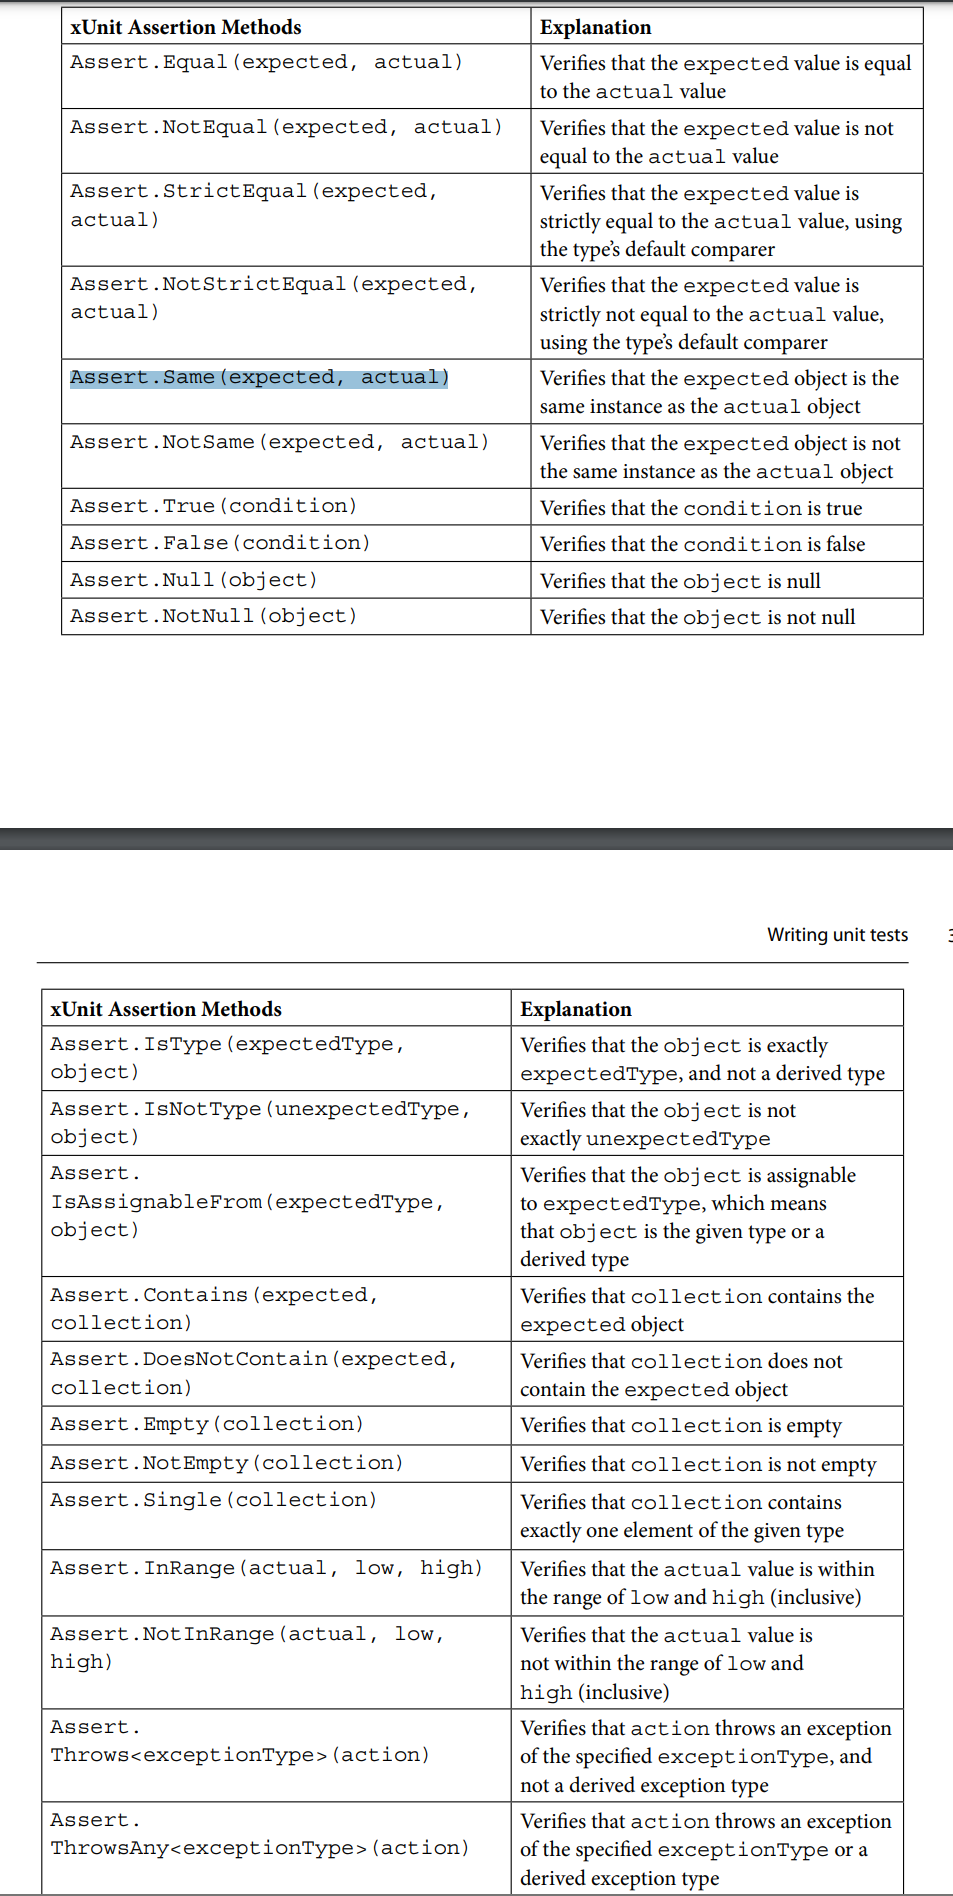 xUnit Assertion Methods Explanation
Assert.Equal(expected, actual) Verifies that the expected value is equal
to the actual value
Assert.NotEqual(expected, actual) Verifies that the expected value is not
equal to the actual value
Assert.StrictEqual(expected, Verifies that the expected value is
actual) strictly equal to the actual value, using
the type’s default comparer
Assert.NotStrictEqual(expected, Verifies that the expected value is
actual) strictly not equal to the actual value,
using the type’s default comparer
Assert.Same(expected, actual) Verifies that the expected object is the
same instance as the actual object
Assert.NotSame(expected, actual) Verifies that the expected object is not
the same instance as the actual object
Assert.True(condition) Verifies that the condition is true
Assert.False(condition) Verifies that the condition is false
Assert.Null(object) Verifies that the object is null
Assert.NotNull(object) Verifies that the object is not null
Writing unit tests 3
xUnit Assertion Methods Explanation
Assert.IsType(expectedType, Verifies that the object is exactly
object) expectedType, and not a derived type
Assert.IsNotType(unexpectedType, Verifies that the object is not
object) exactly unexpectedType
Assert. Verifies that the object is assignable
IsAssignableFrom(expectedType, to expectedType, which means
object) that object is the given type or a
derived type
Assert.Contains(expected, Verifies that collection contains the
collection) expected object
Assert.DoesNotContain(expected, Verifies that collection does not
collection) contain the expected object
Assert.Empty(collection) Verifies that collection is empty
Assert.NotEmpty(collection) Verifies that collection is not empty
Assert.Single(collection) Verifies that collection contains
exactly one element of the given type
Assert.InRange(actual, low, high) Verifies that the actual value is within
the range of low and high (inclusive)
Assert.NotInRange(actual, low, Verifies that the actual value is
high) not within the range of low and
high (inclusive)
Assert. Verifies that action throws an exception
Throws<exceptionType>(action) of the specified exceptionType, and
not a derived exception type
Assert. Verifies that action throws an exception
ThrowsAny<exceptionType>(action) of the specified exceptionType or a
derived exception type